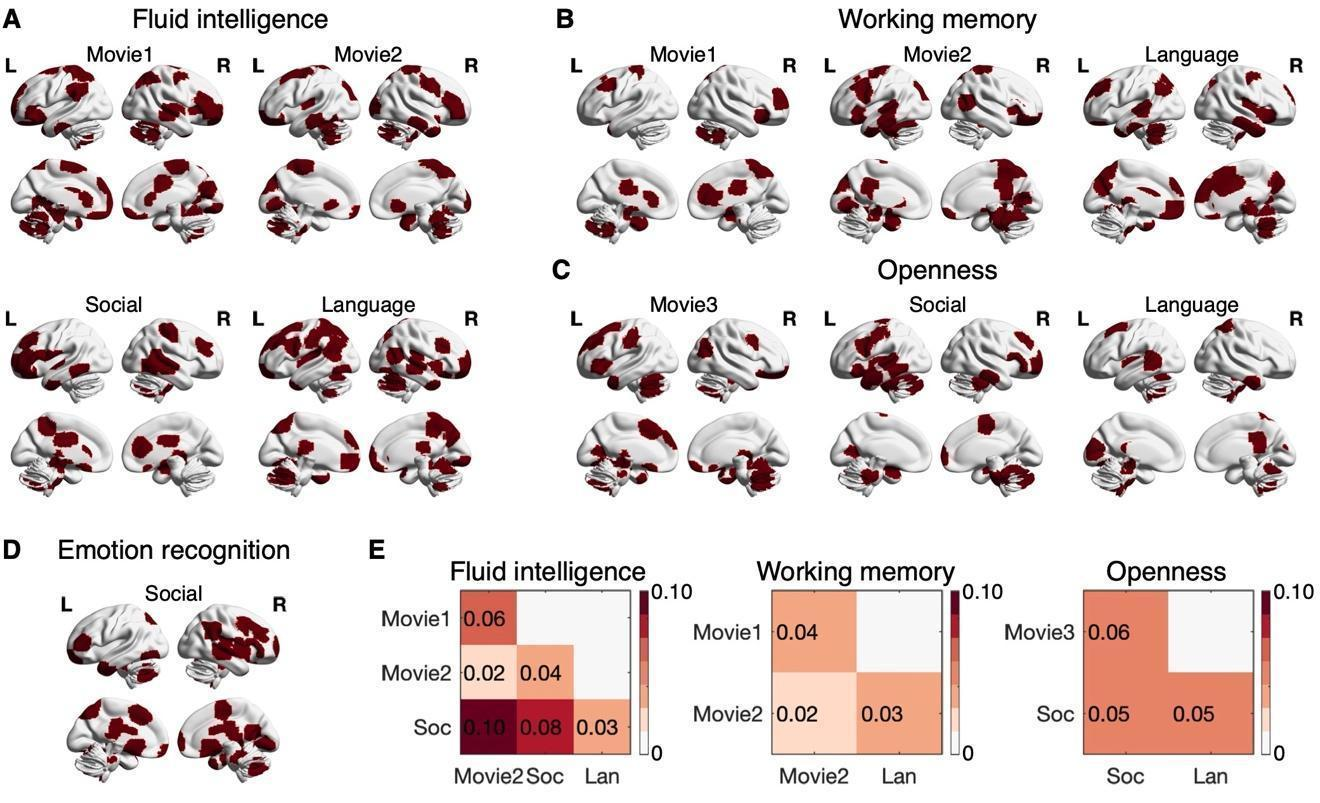 A Fluid intelligence
Movie1 Movie2
L R L R
Social Language
L R L R
B Working memory
Movie1 Movie2 Language
L R L R L R
C Openness
Movie3 Social Language
L R L R L R
D Emotion recognition
Social
L R
E
Fluid intelligence
0.10
Movie1 0.06
Movie2 0.02 0.04
Soc 0.10 0.08 0.03
0
Movie2 Soc Lan
Working memory
0.10
Movie1 0.04
Movie2 0.02 0.03
0
Movie2 Lan
Openness
0.10
Movie3 0.06
Soc 0.05 0.05
0
Soc Lan